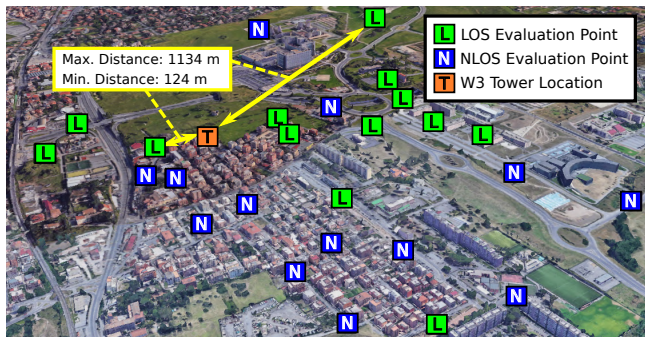 L
N
L LOS Evaluation Point
N NLOS Evaluation Point
T W3 Tower Location
Max. Distance: 1134 m
Min. Distance: 124 m
L
L
N
L
L
L
L
L
L
T
L
L
N
N
N
L
N
N
N
N
N
N
N
N
L